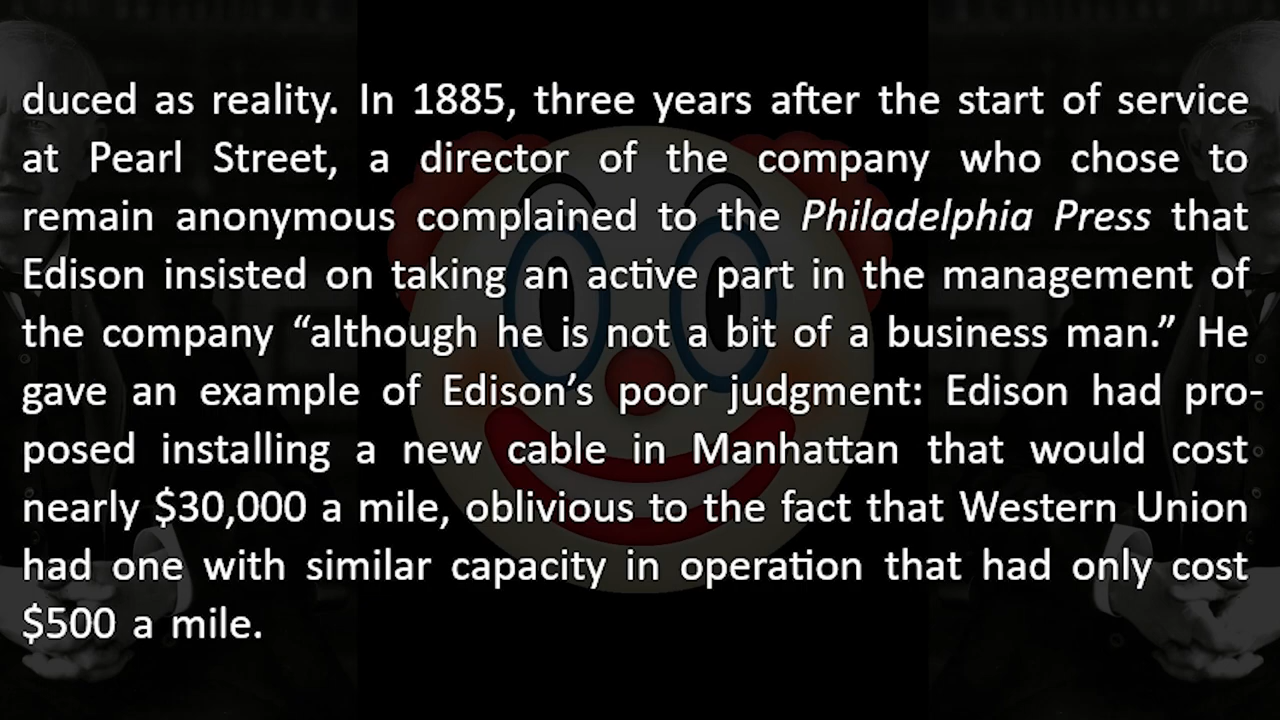 duced as reality. In 1885, three years after the start of service
at Pearl Street, a director of the company who chose to
remain anonymous complained to the Philadelphia Press that
Edison insisted on taking an active part in the management of
the company “although he is not a bit of a business man.” He
gave an example of Edison’s poor judgment: Edison had pro-
posed installing a new cable in Manhattan that would cost
nearly $30,000 a mile, oblivious to the fact that Western Union
had one with similar capacity in operation that had only cost
$500 a mile.